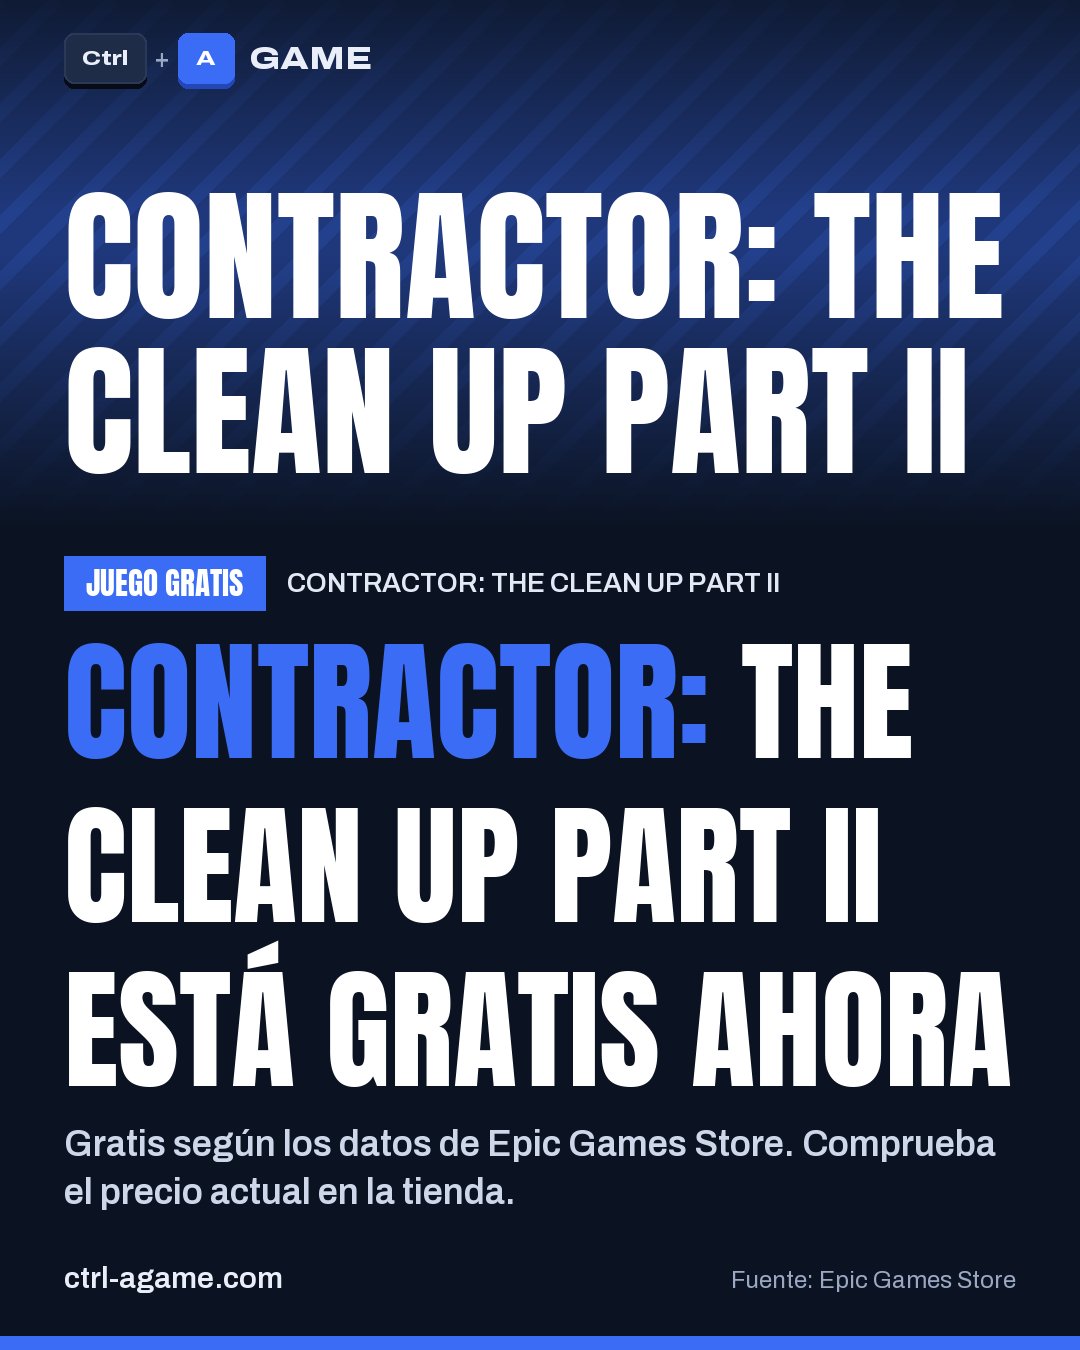 Ctrl + A GAME
CONTRACTOR: THE
CLEAN UP PART II
JUEGO GRATIS CONTRACTOR: THE CLEAN UP PART II
CONTRACTOR: THE
CLEAN UP PART II
ESTÁ GRATIS AHORA
Gratis según los datos de Epic Games Store. Comprueba
el precio actual en la tienda.
ctrl-agame.com Fuente: Epic Games Store